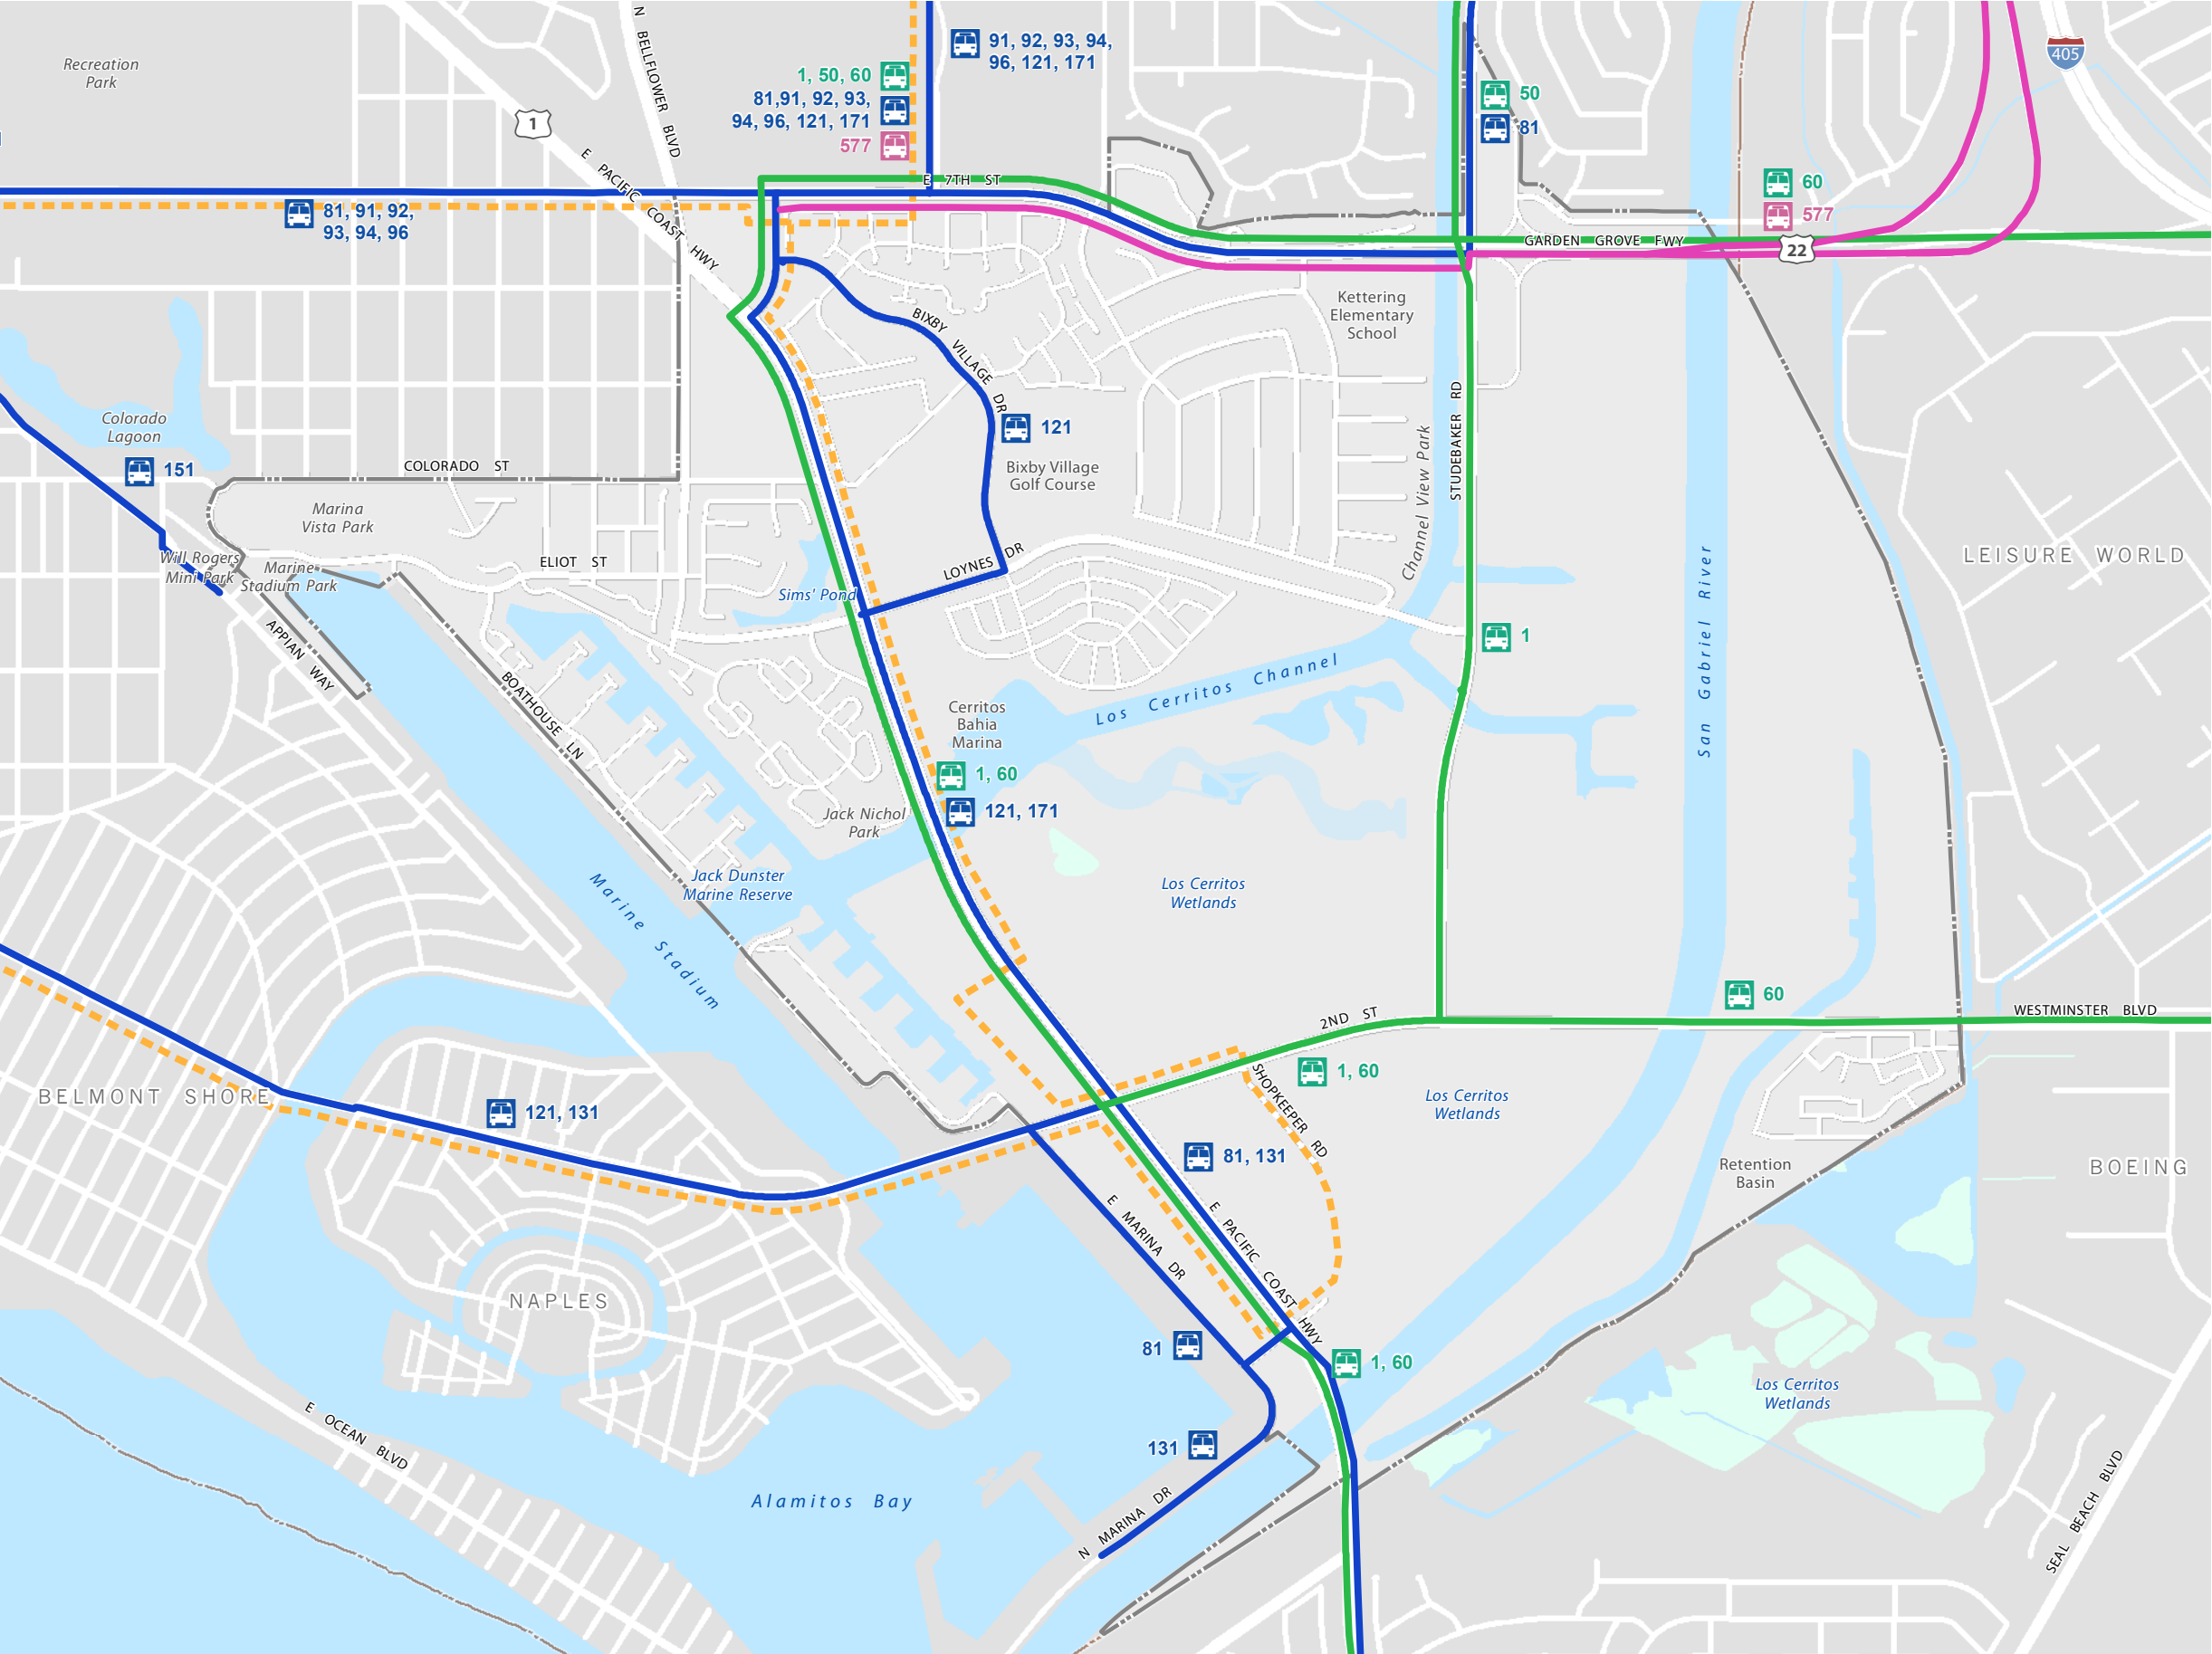 Recreation
Park
N BELLFLOWER BLVD
1
E PACIFIC COAST HWY
91, 92, 93, 94,
96, 121, 171
1, 50, 60
81,91, 92, 93,
94, 96, 121, 171
577
50
81
405
E 7TH ST
81, 91, 92,
93, 94, 96
60
577
GARDEN GROVE FWY
22
Kettering
Elementary
School
BIXBY VILLAGE DR
121
Bixby Village
Golf Course
STUDEBAKER RD
Channel View Park
Colorado
Lagoon
151
COLORADO ST
Marina
Vista Park
Will Rogers
Mini Park
Marine
Stadium Park
ELIOT ST
LOYNES DR
Sims' Pond
LEISURE WORLD
San Gabriel River
1
APPIAN WAY
BOATHOUSE LN
Los Cerritos Channel
Cerritos
Bahia
Marina
1, 60
121, 171
Jack Nichol
Park
Jack Dunster
Marine Reserve
Marine Stadium
Los Cerritos
Wetlands
60
WESTMINSTER BLVD
2ND ST
1, 60
SHOPKEEPER RD
Los Cerritos
Wetlands
BELMONT SHORE
121, 131
81, 131
Retention
Basin
BOEING
E MARINA DR
E PACIFIC COAST HWY
NAPLES
81
1, 60
Los Cerritos
Wetlands
E OCEAN BLVD
131
Alamitos Bay
N MARINA DR
SEAL BEACH BLVD